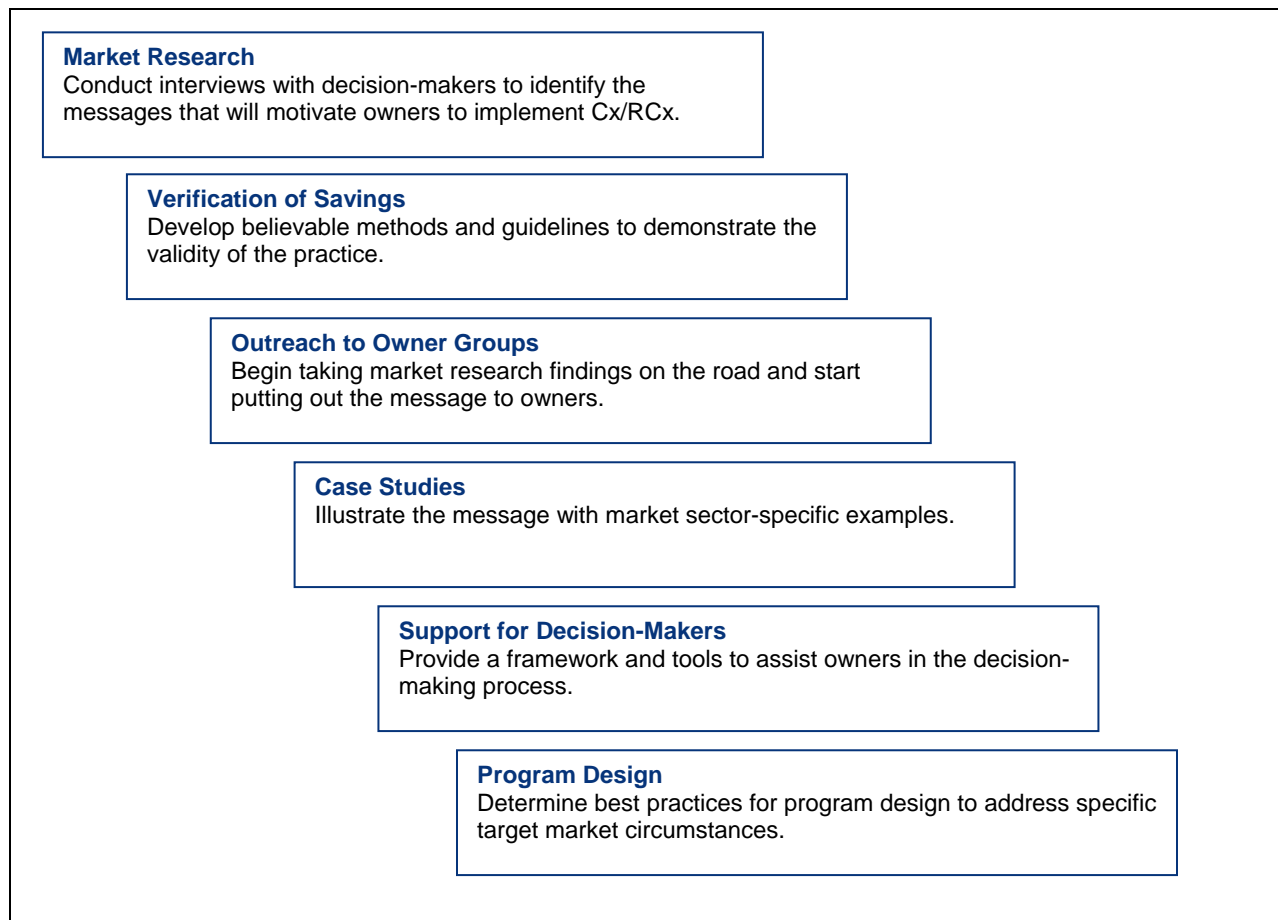 Market Research
Conduct interviews with decision-makers to identify the
messages that will motivate owners to implement Cx/RCx.
Verification of Savings
Develop believable methods and guidelines to demonstrate the
validity of the practice.
Outreach to Owner Groups
Begin taking market research findings on the road and start
putting out the message to owners.
Case Studies
Illustrate the message with market sector-specific examples.
Support for Decision-Makers
Provide a framework and tools to assist owners in the decision-
making process.
Program Design
Determine best practices for program design to address specific
target market circumstances.